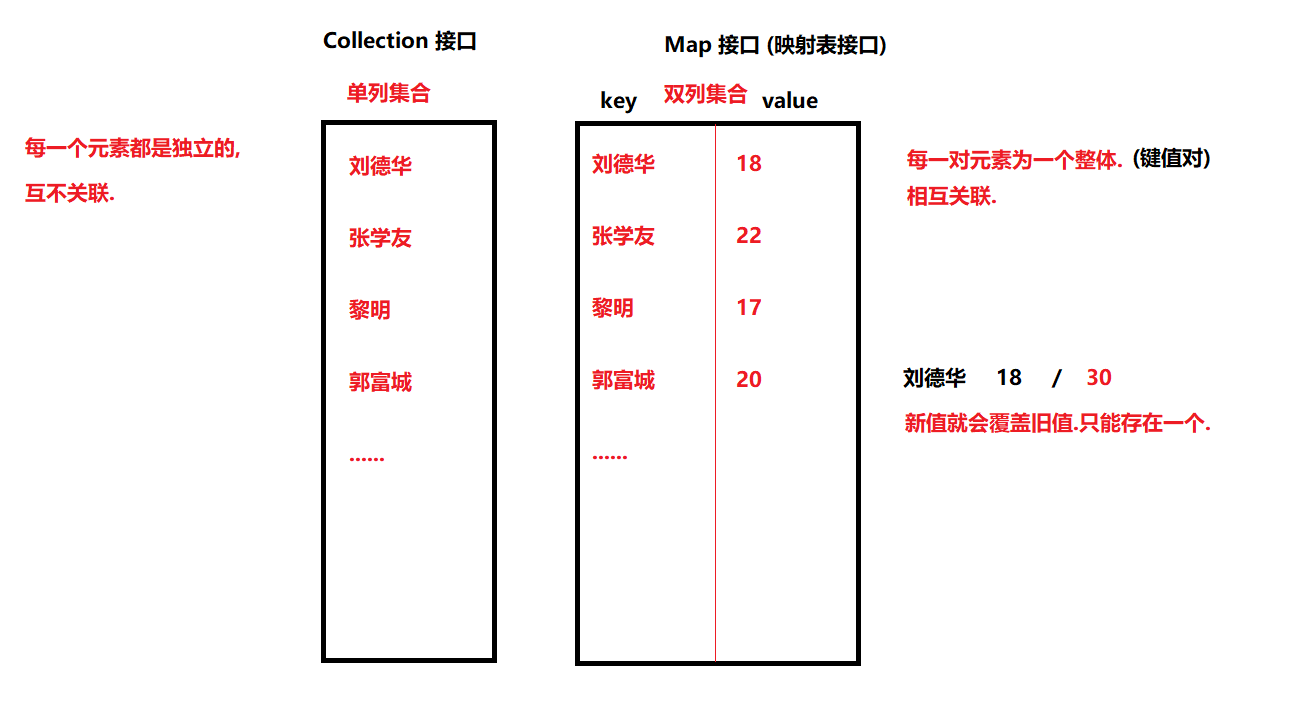 Collection 接口
单列集合
每一个元素都是独立的,
互不关联.
刘德华
张学友
黎明
郭富城
......
Map 接口 (映射表接口)
key 双列集合 value
刘德华 18
张学友 22
黎明 17
郭富城 20
......
每一对元素为一个整体. (键值对)
相互关联.
刘德华 18 / 30
新值就会覆盖旧值.只能存在一个.